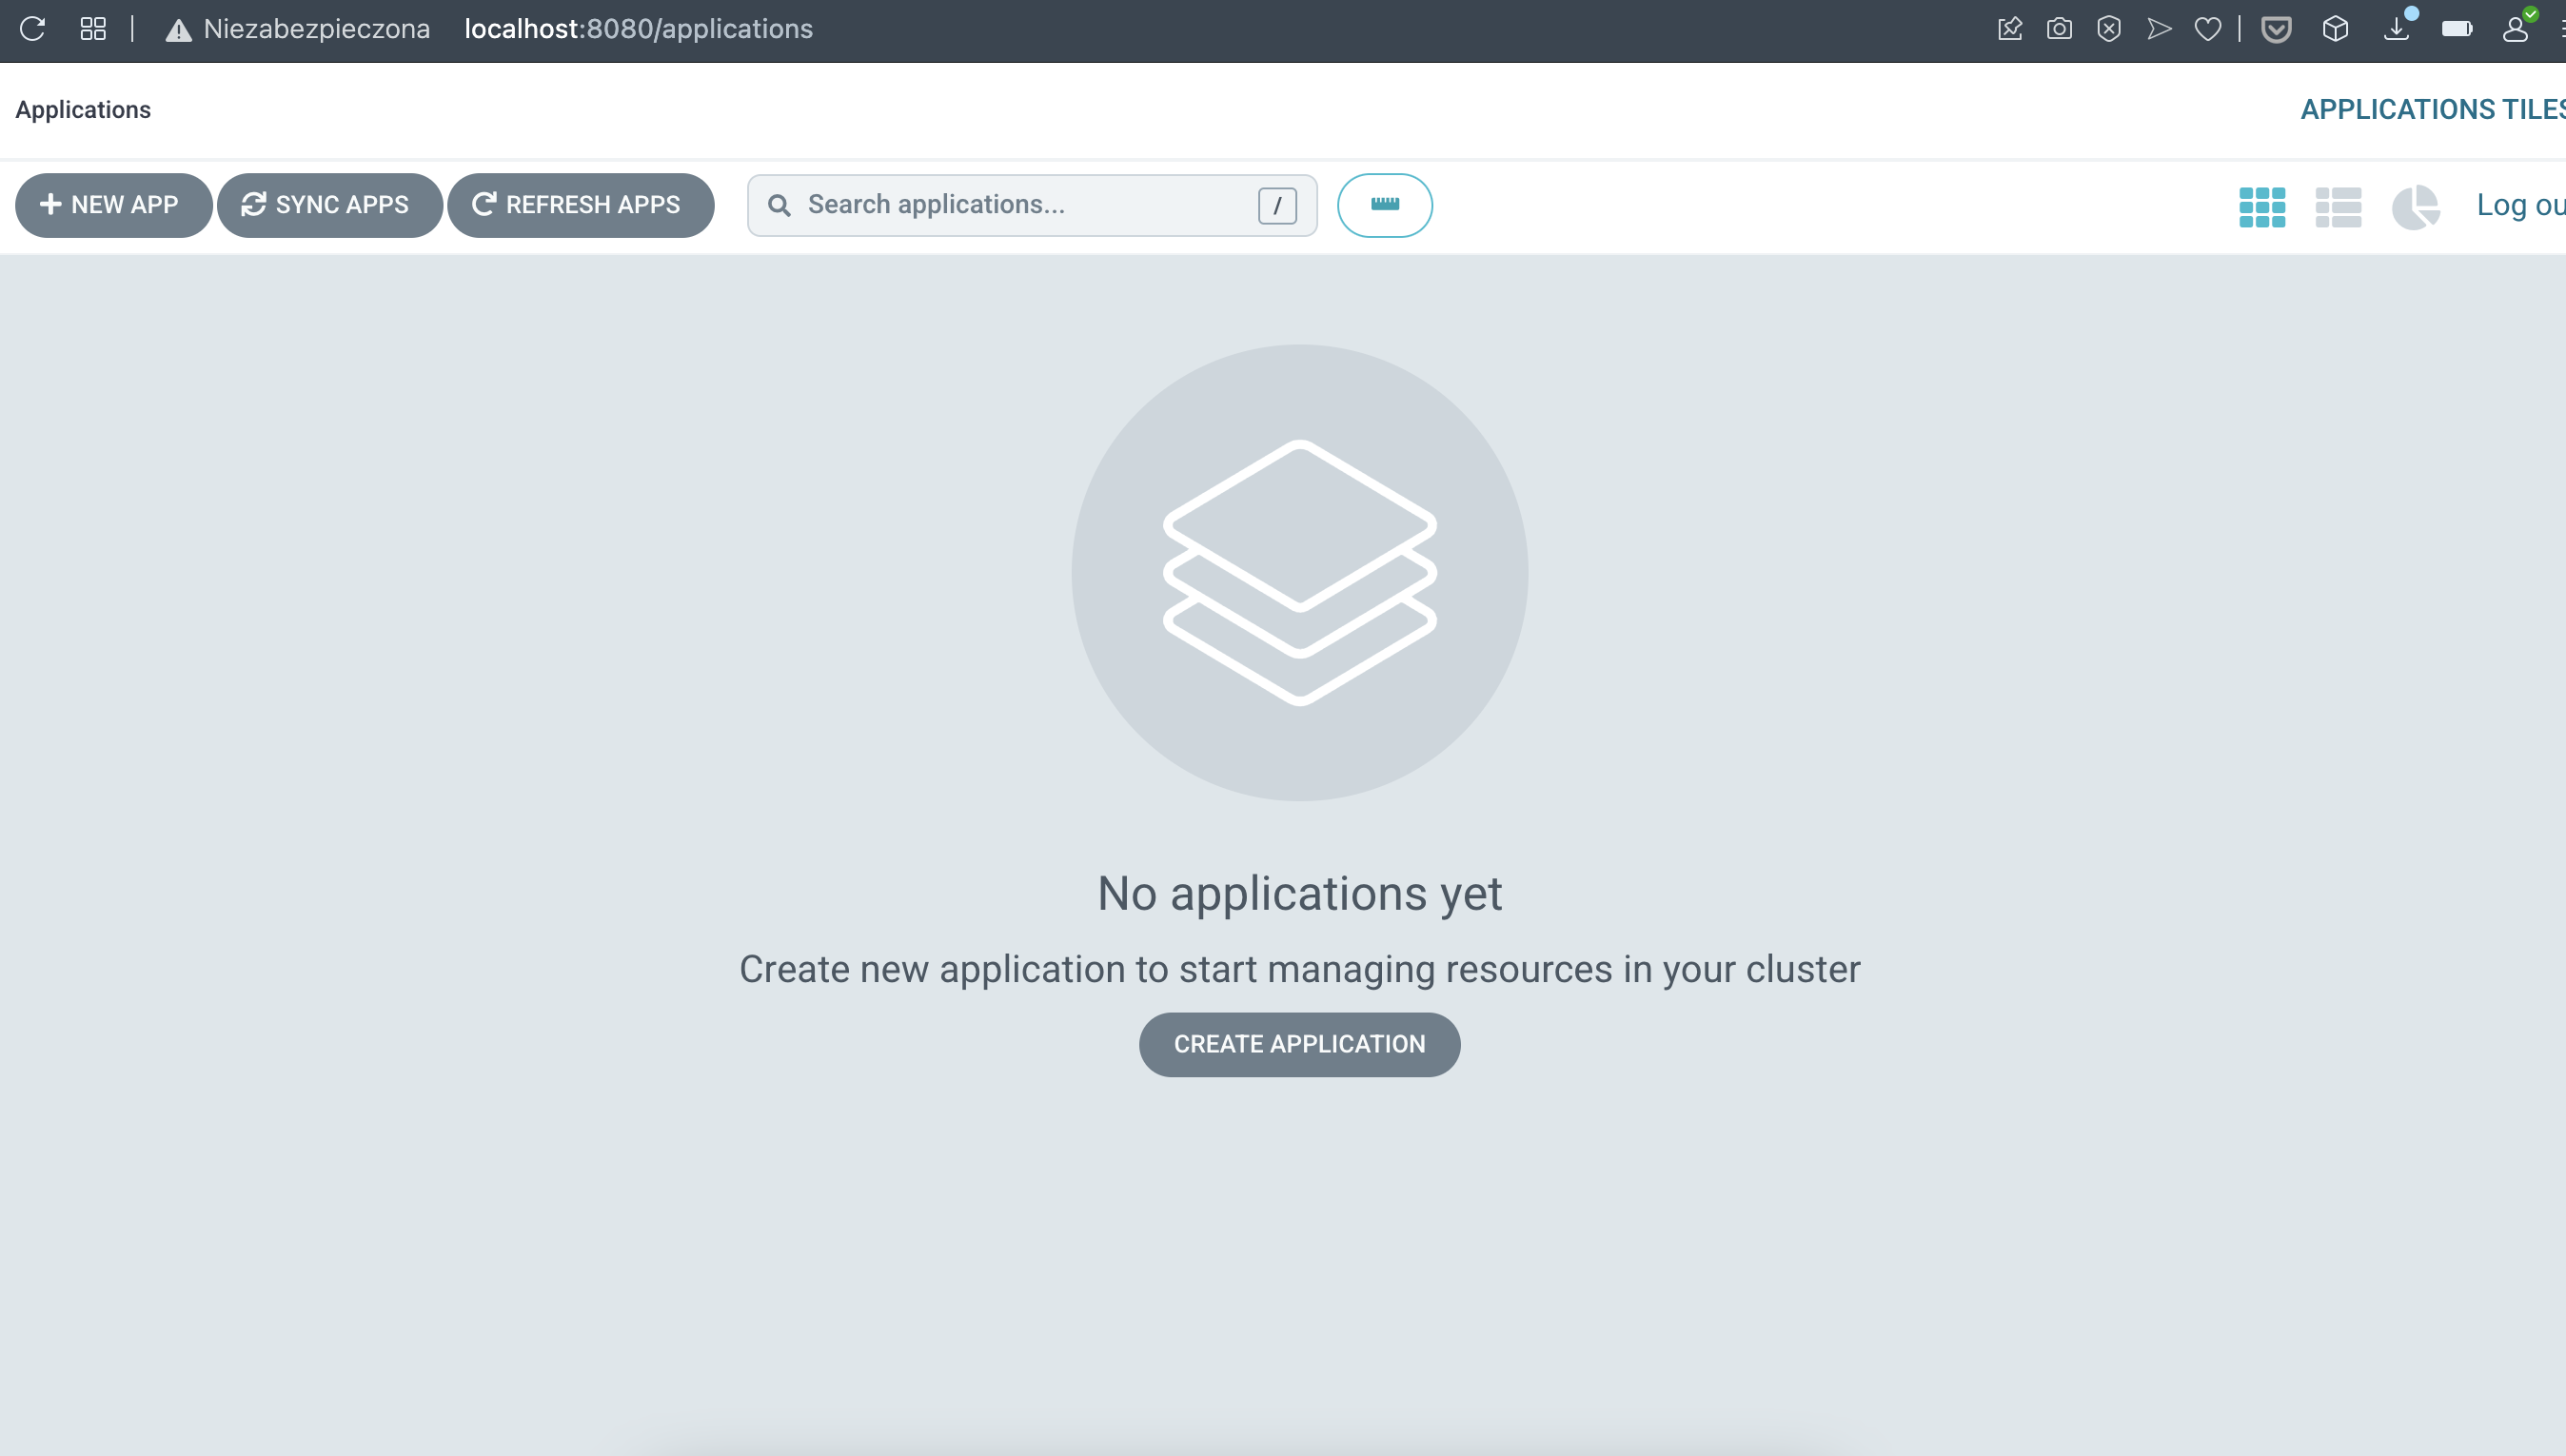 Niezabezpieczona localhost:8080/applications
Applications
APPLICATIONS TILES
NEW APP SYNC APPS REFRESH APPS Search applications... / Log ou
No applications yet
Create new application to start managing resources in your cluster
CREATE APPLICATION